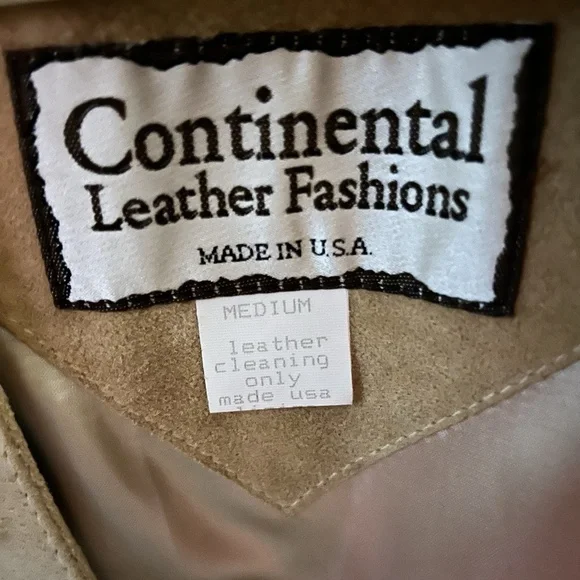 Continental
Leather Fashions
MADE IN U.S.A.
MEDIUM
leather
cleaning
only
made usa